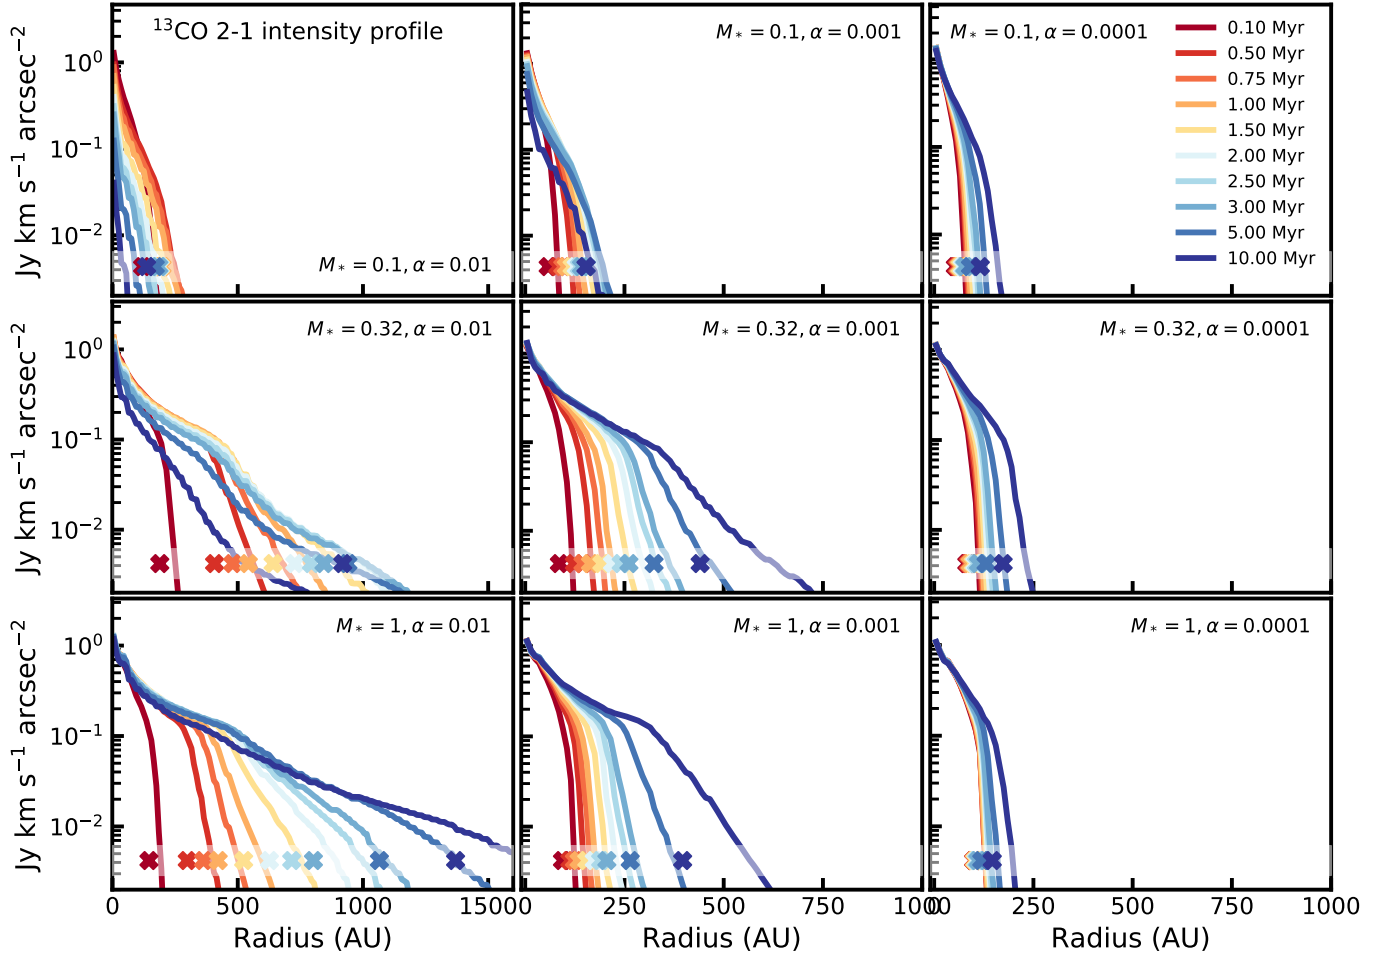 ¹³CO 2-1 intensity profile
M* = 0.1, α = 0.01
M* = 0.1, α = 0.001
M* = 0.1, α = 0.0001
0.10 Myr
0.50 Myr
0.75 Myr
1.00 Myr
1.50 Myr
2.00 Myr
2.50 Myr
3.00 Myr
5.00 Myr
10.00 Myr
Jy km s⁻¹ arcsec⁻²
10⁰
10⁻¹
10⁻²
M* = 0.32, α = 0.01
M* = 0.32, α = 0.001
M* = 0.32, α = 0.0001
Jy km s⁻¹ arcsec⁻²
10⁰
10⁻¹
10⁻²
M* = 1, α = 0.01
M* = 1, α = 0.001
M* = 1, α = 0.0001
Jy km s⁻¹ arcsec⁻²
10⁰
10⁻¹
10⁻²
0 500 1000 1500
0 250 500 750 1000
0 250 500 750 1000
Radius (AU)
Radius (AU)
Radius (AU)